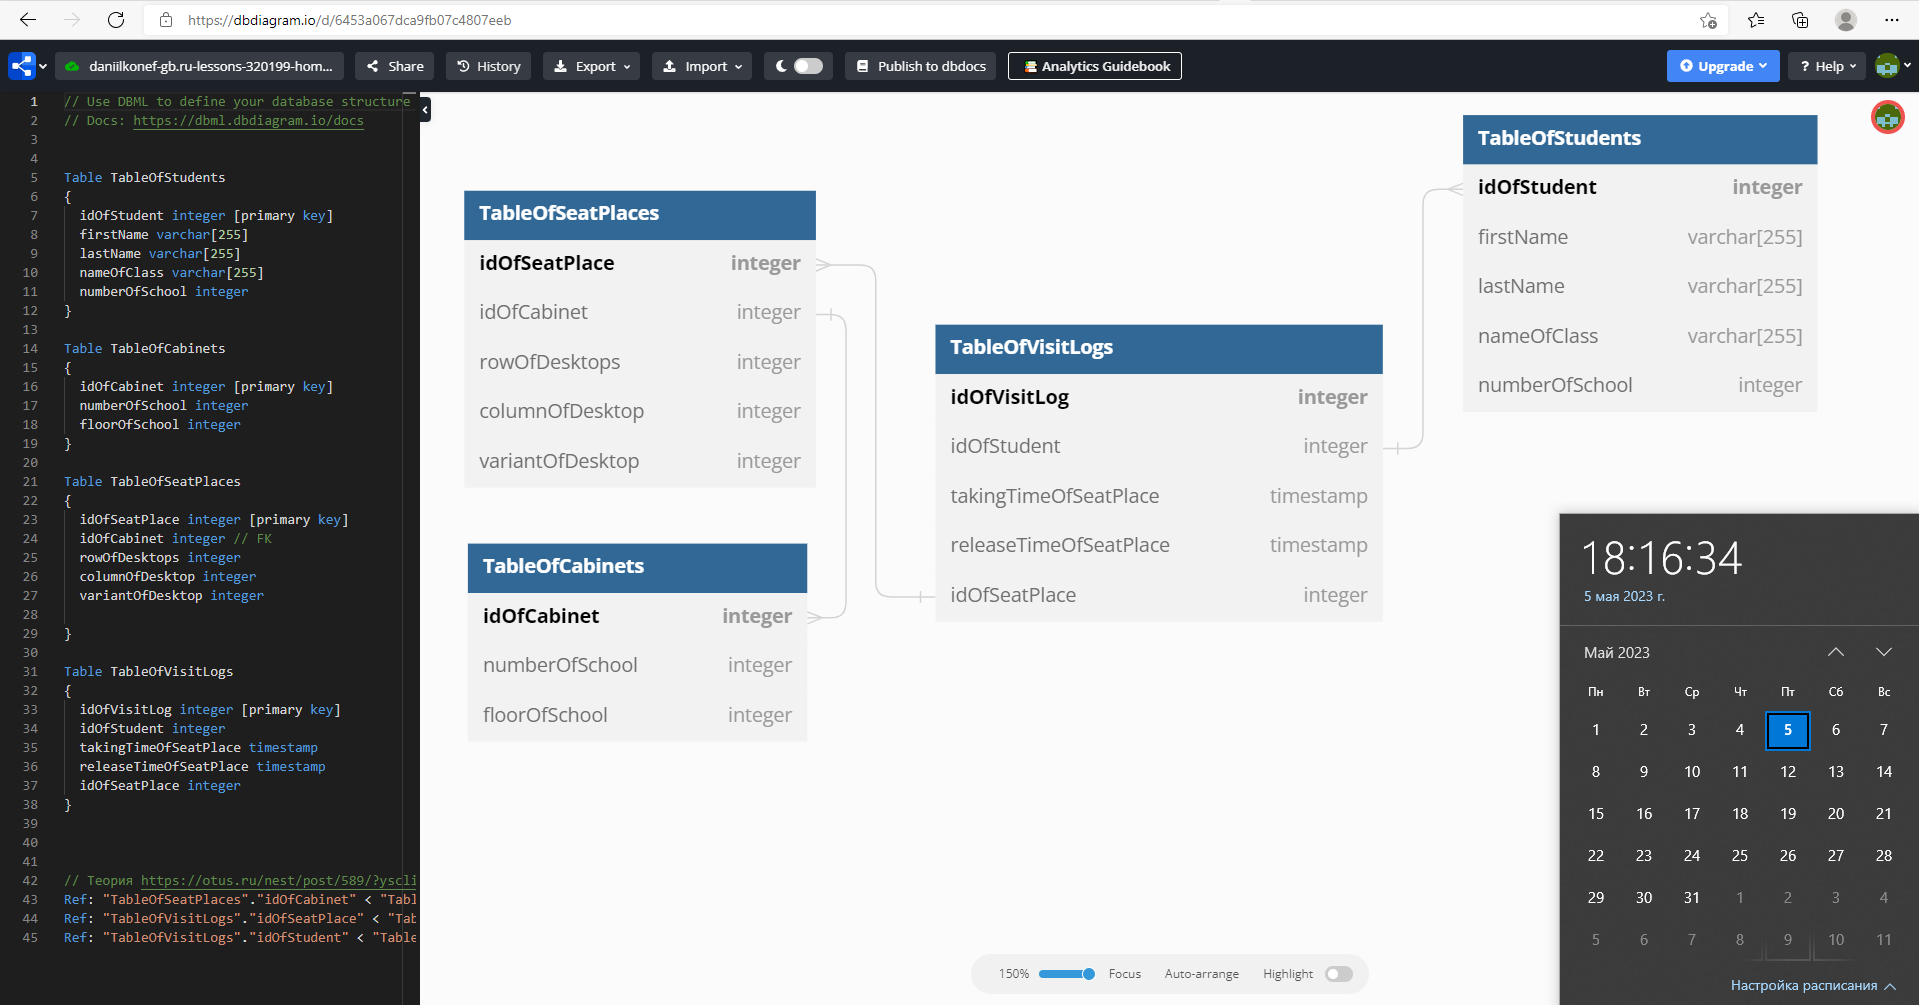 https://dbdiagram.io/d/6453a067dca9fb07c4807eeb
daniilkonef-gb.ru-lessons-320199-hom...
Share
History
Export
Import
Publish to dbdocs
Analytics Guidebook
Upgrade
? Help
1 // Use DBML to define your database structure
2 // Docs: https://dbml.dbdiagram.io/docs
3
4
5 Table TableOfStudents
6 {
7 idOfStudent integer [primary key]
8 firstName varchar[255]
9 lastName varchar[255]
10 nameOfClass varchar[255]
11 numberOfSchool integer
12 }
13
14 Table TableOfCabinets
15 {
16 idOfCabinet integer [primary key]
17 numberOfSchool integer
18 floorOfSchool integer
19 }
20
21 Table TableOfSeatPlaces
22 {
23 idOfSeatPlace integer [primary key]
24 idOfCabinet integer // FK
25 rowOfDesktops integer
26 columnOfDesktop integer
27 variantOfDesktop integer
28
29 }
30
31 Table TableOfVisitLogs
32 {
33 idOfVisitLog integer [primary key]
34 idOfStudent integer
35 takingTimeOfSeatPlace timestamp
36 releaseTimeOfSeatPlace timestamp
37 idOfSeatPlace integer
38 }
39
40
41
42 // Теория https://otus.ru/nest/post/589/?yscli
43 Ref: "TableOfSeatPlaces"."idOfCabinet" < "Tabl
44 Ref: "TableOfVisitLogs"."idOfSeatPlace" < "Tab
45 Ref: "TableOfVisitLogs"."idOfStudent" < "Table
TableOfSeatPlaces
idOfSeatPlace integer
idOfCabinet integer
rowOfDesktops integer
columnOfDesktop integer
variantOfDesktop integer
TableOfCabinets
idOfCabinet integer
numberOfSchool integer
floorOfSchool integer
TableOfVisitLogs
idOfVisitLog integer
idOfStudent integer
takingTimeOfSeatPlace timestamp
releaseTimeOfSeatPlace timestamp
idOfSeatPlace integer
TableOfStudents
idOfStudent integer
firstName varchar[255]
lastName varchar[255]
nameOfClass varchar[255]
numberOfSchool integer
150% Focus Auto-arrange Highlight
18:16:34
5 мая 2023 г.
Май 2023
Пн Вт Ср Чт Пт Сб Вс
1 2 3 4 5 6 7
8 9 10 11 12 13 14
15 16 17 18 19 20 21
22 23 24 25 26 27 28
29 30 31 1 2 3 4
5 6 7 8 9 10 11
Настройка расписания